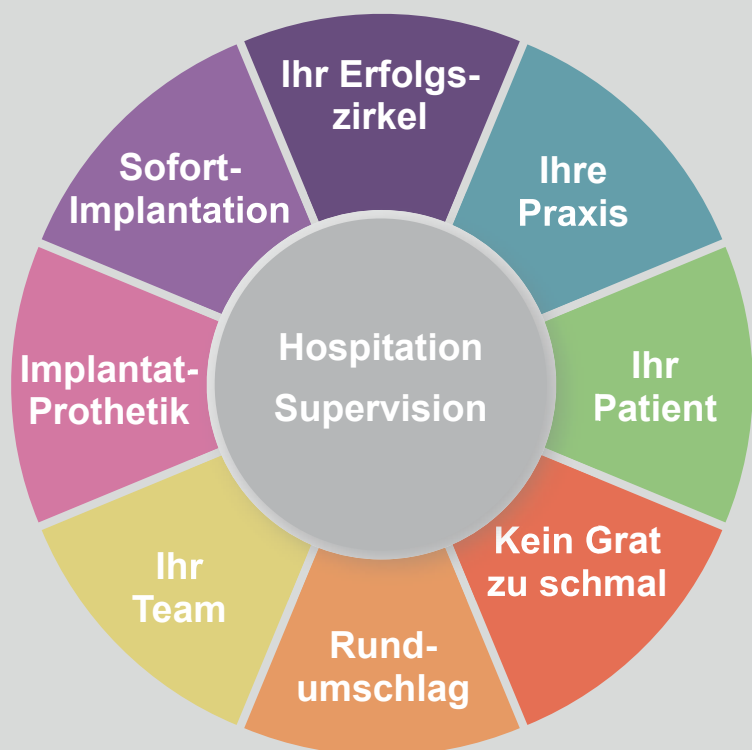 Ihr Erfolgs-
zirkel
Ihre
Praxis
Ihr
Patient
Kein Grat
zu schmal
Rund-
umschlag
Ihr
Team
Implantat-
Prothetik
Sofort-
Implantation
Hospitation
Supervision